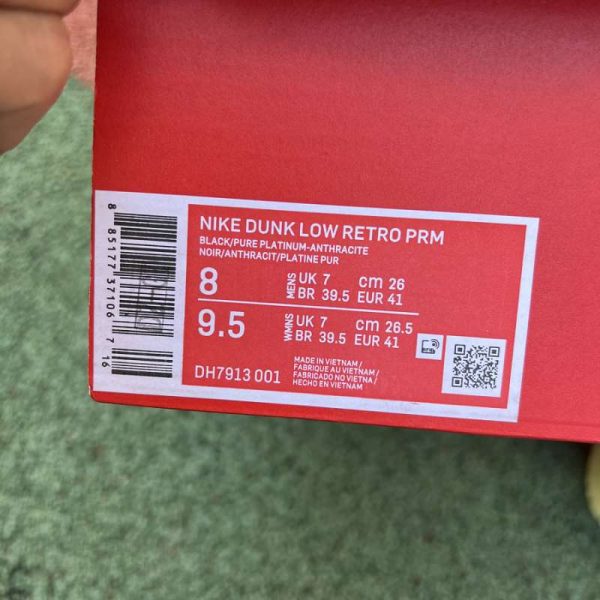 NIKE DUNK LOW RETRO PRM
BLACK/PURE PLATINUM-ANTHRACITE
NOIR/ANTHRACIT/PLATINE PUR
8 MENS UK 7 cm 26
BR 39.5 EUR 41
9.5 WMNS UK 7 cm 26.5
BR 39.5 EUR 41
DH7913 001
MADE IN VIETNAM /
FABRIQUE AU VIETNAM /
FABRICADO NO VIETNA /
HECHO EN VIETNAM
8 85177 37106 7 16